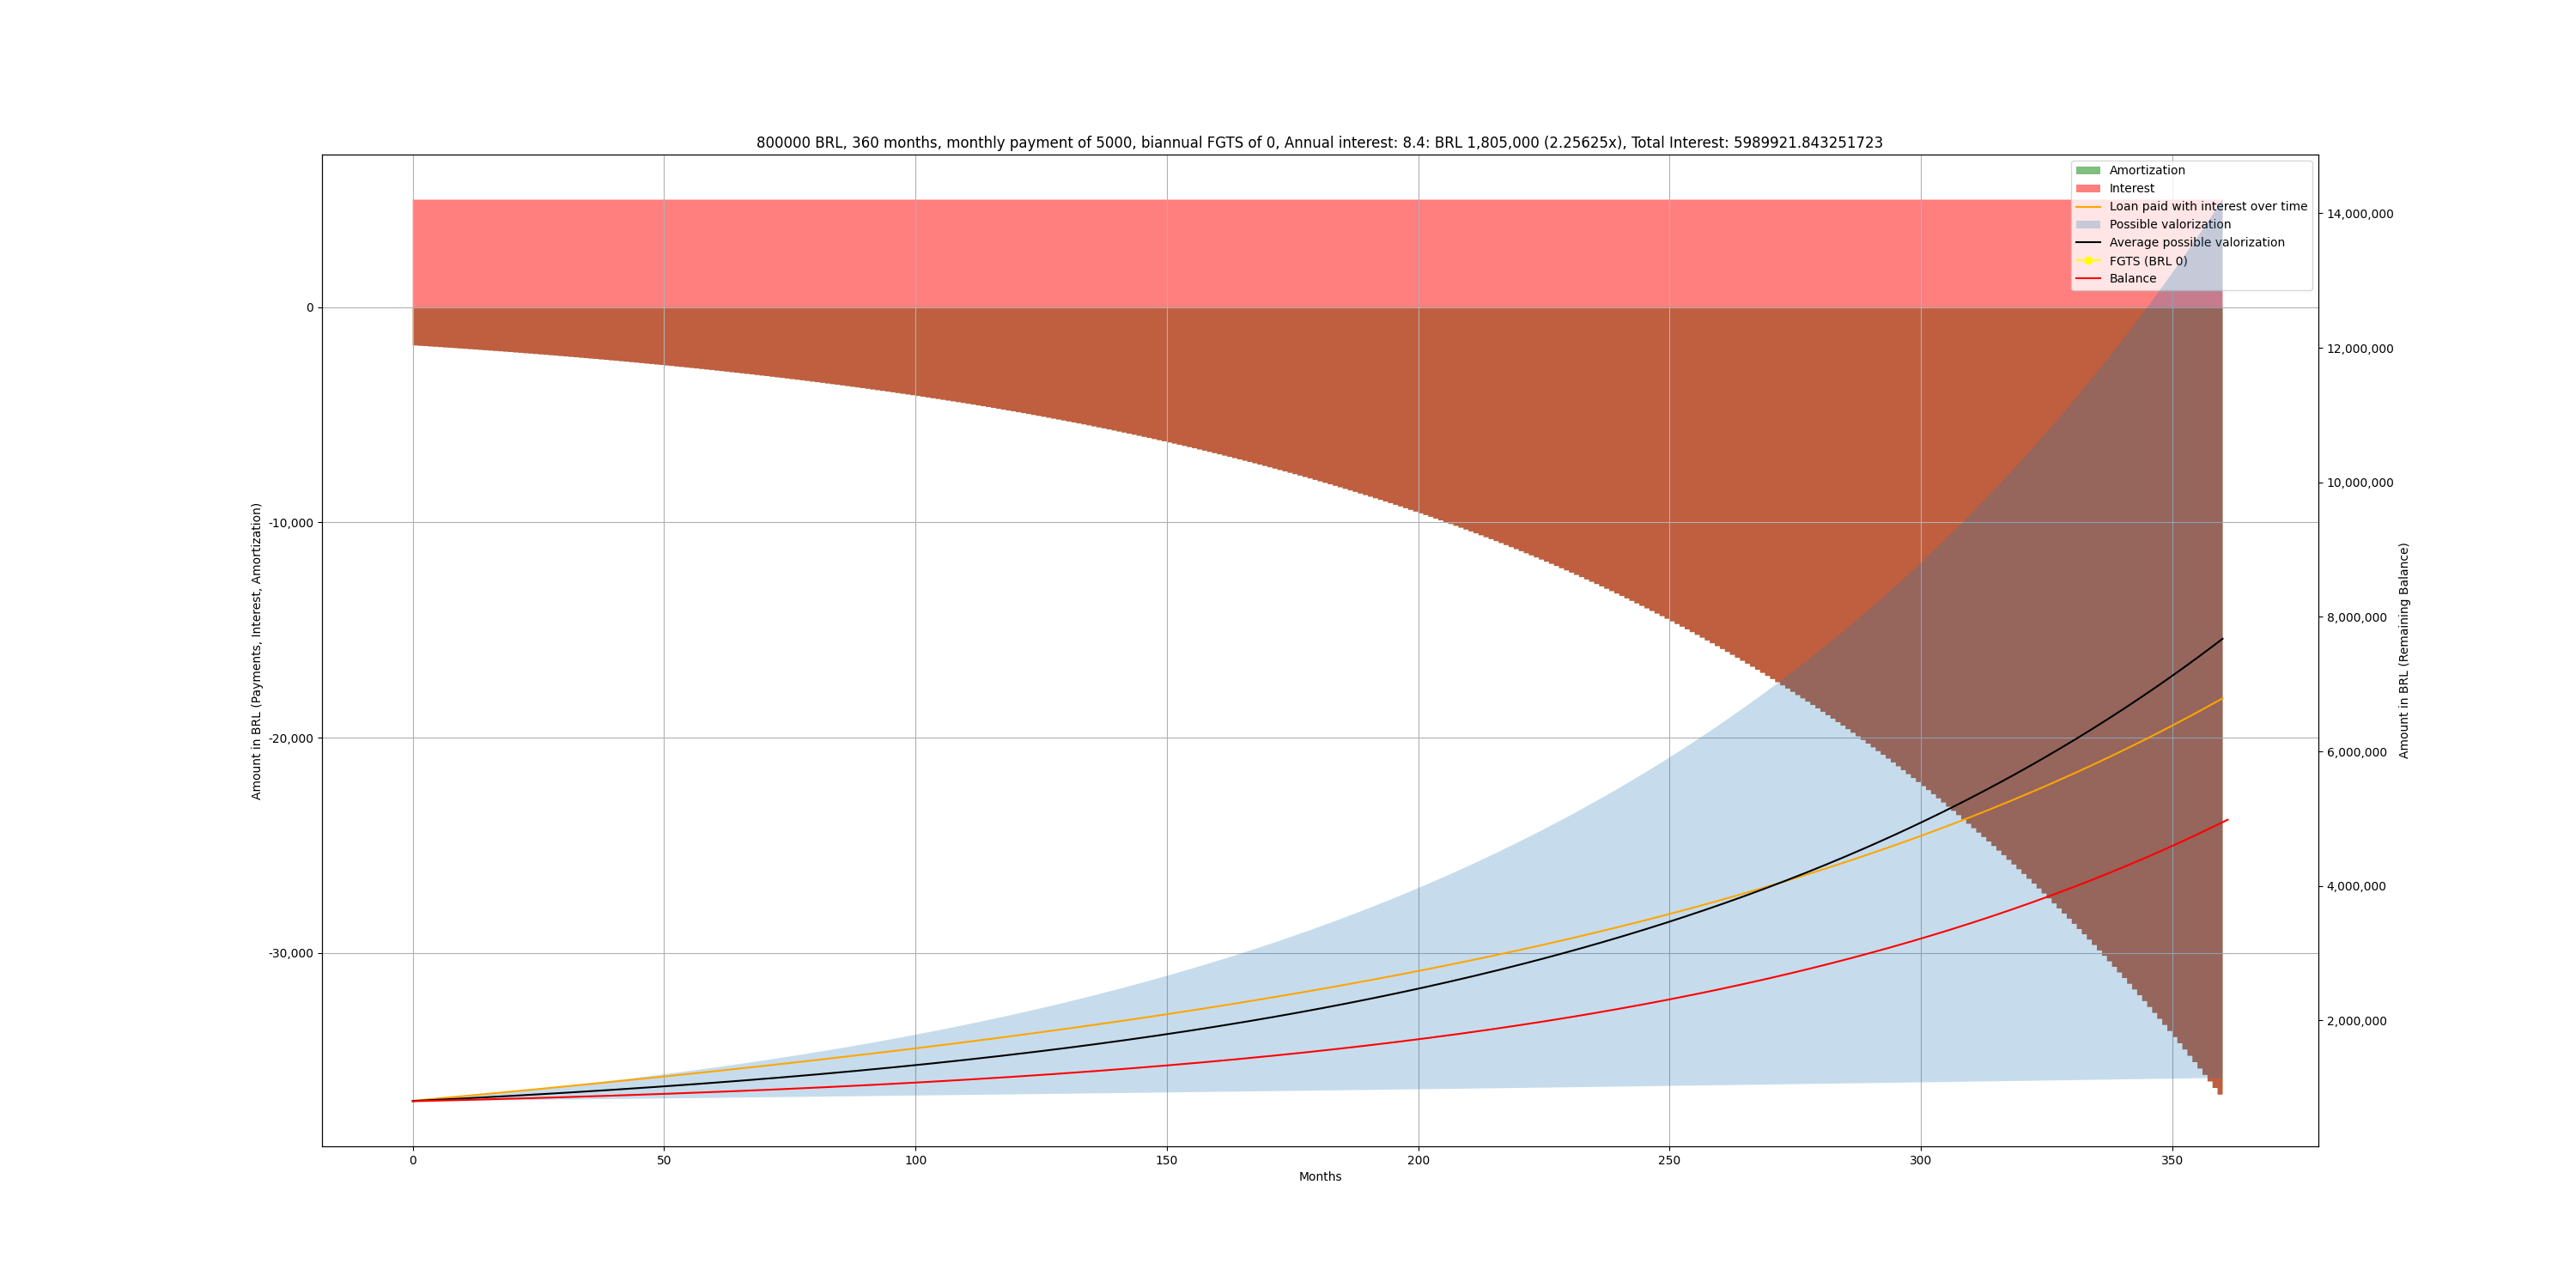 800000 BRL, 360 months, monthly payment of 5000, biannual FGTS of 0, Annual interest: 8.4: BRL 1,805,000 (2.25625x), Total Interest: 5989921.843251723
Amortization
Interest
Loan paid with interest over time
Possible valorization
Average possible valorization
FGTS (BRL 0)
Balance
Amount in BRL (Payments, Interest, Amortization)
0
-10,000
-20,000
-30,000
14,000,000
12,000,000
10,000,000
8,000,000
6,000,000
4,000,000
2,000,000
Amount in BRL (Remaining Balance)
0
50
100
150
200
250
300
350
Months